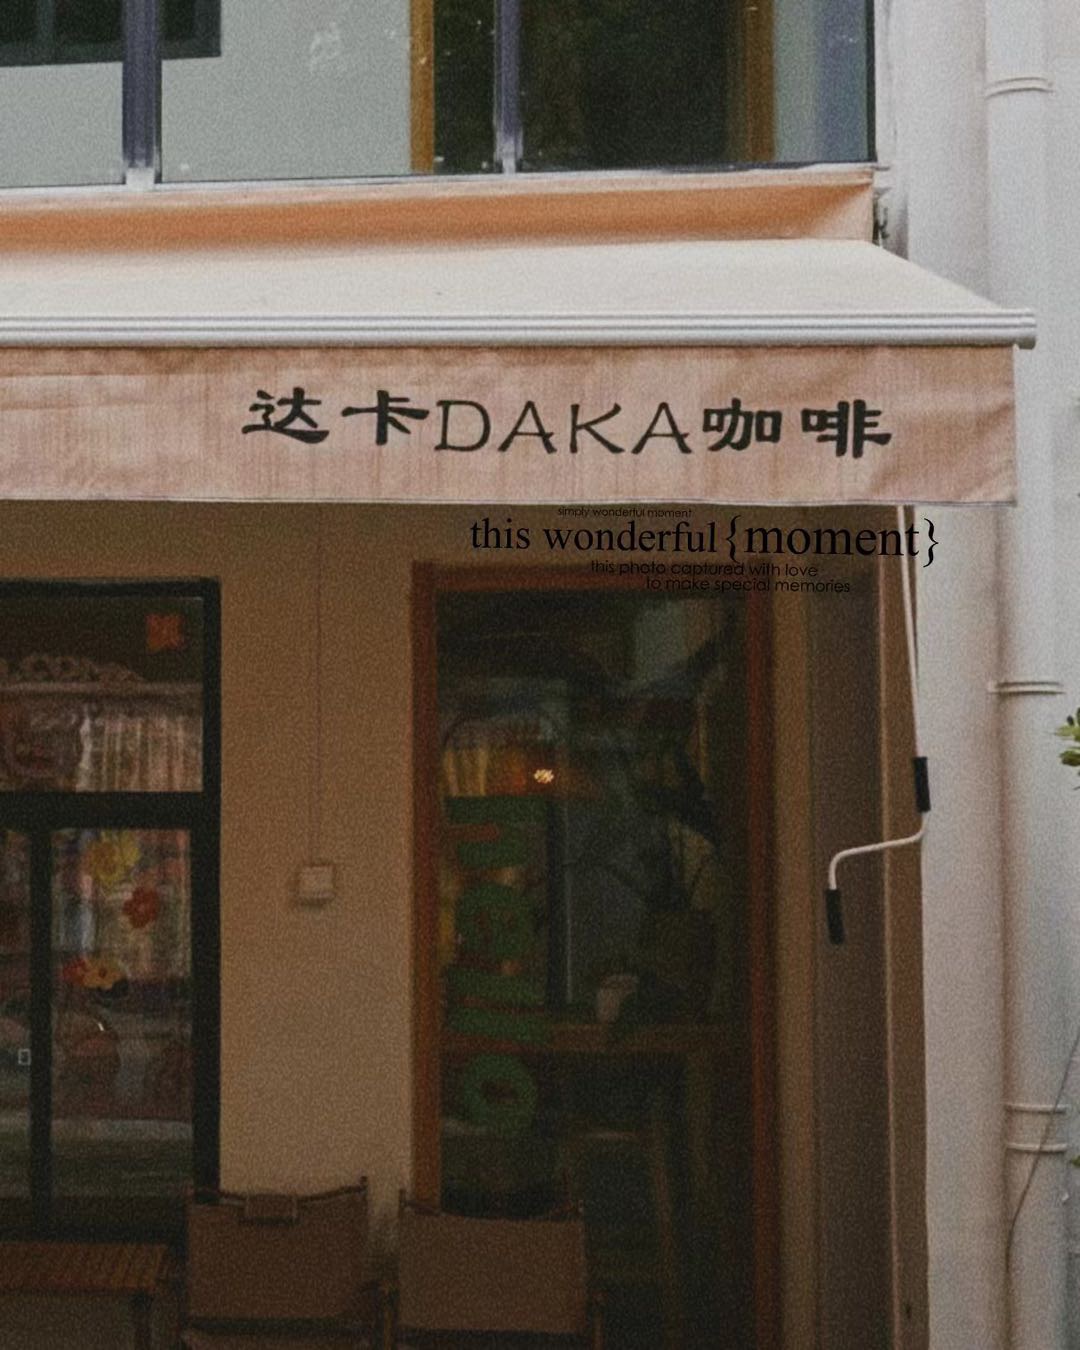 达卡DAKA咖啡
simply wonderful moment
this wonderful {moment}
this photo captured with love
to make special memories